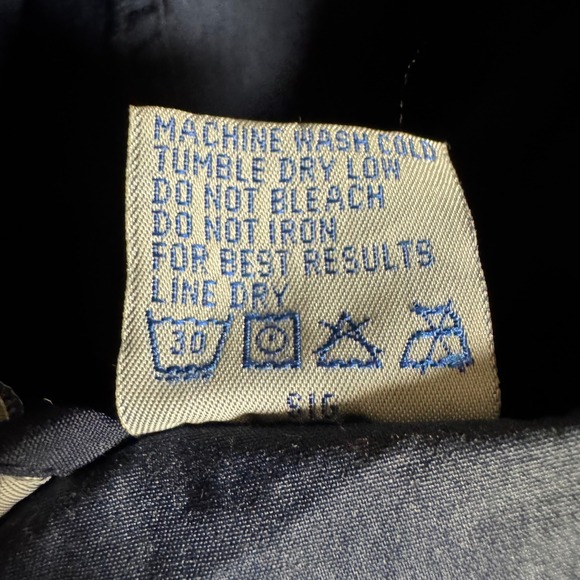 MACHINE WASH COLD
TUMBLE DRY LOW
DO NOT BLEACH
DO NOT IRON
FOR BEST RESULTS
LINE DRY
30